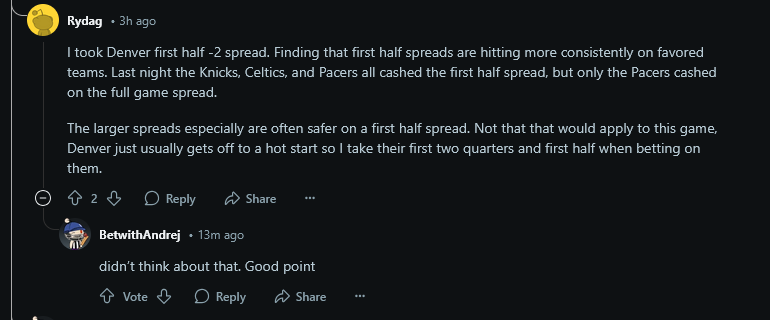 Rydag • 3h ago
I took Denver first half -2 spread. Finding that first half spreads are hitting more consistently on favored
teams. Last night the Knicks, Celtics, and Pacers all cashed the first half spread, but only the Pacers cashed
on the full game spread.
The larger spreads especially are often safer on a first half spread. Not that that would apply to this game,
Denver just usually gets off to a hot start so I take their first two quarters and first half when betting on
them.
2 Reply Share ...
BetwithAndrej • 13m ago
didn't think about that. Good point
Vote Reply Share ...